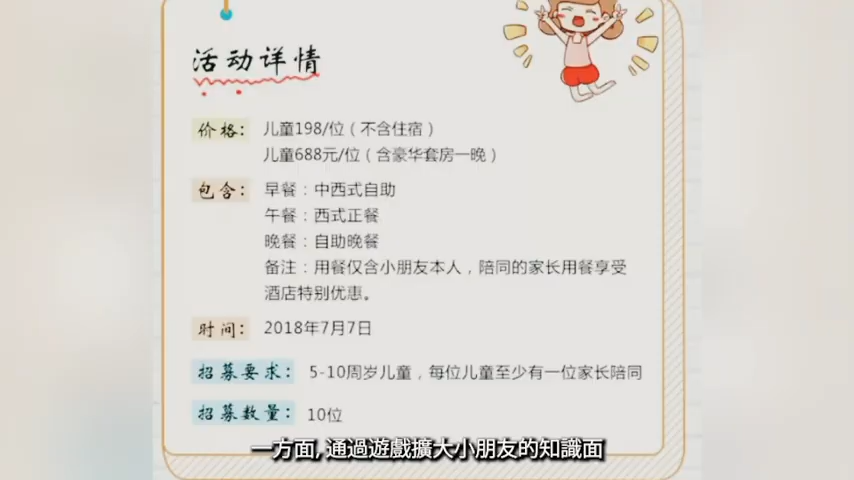 活动详情
价格: 儿童198/位（不含住宿）
儿童688元/位（含豪华套房一晚）
包含: 早餐：中西式自助
午餐：西式正餐
晚餐：自助晚餐
备注：用餐仅含小朋友本人，陪同的家长用餐享受
酒店特别优惠。
时间: 2018年7月7日
招募要求: 5-10周岁儿童，每位儿童至少有一位家长陪同
招募数量: 10位
一方面, 通過遊戲擴大小朋友的知識面